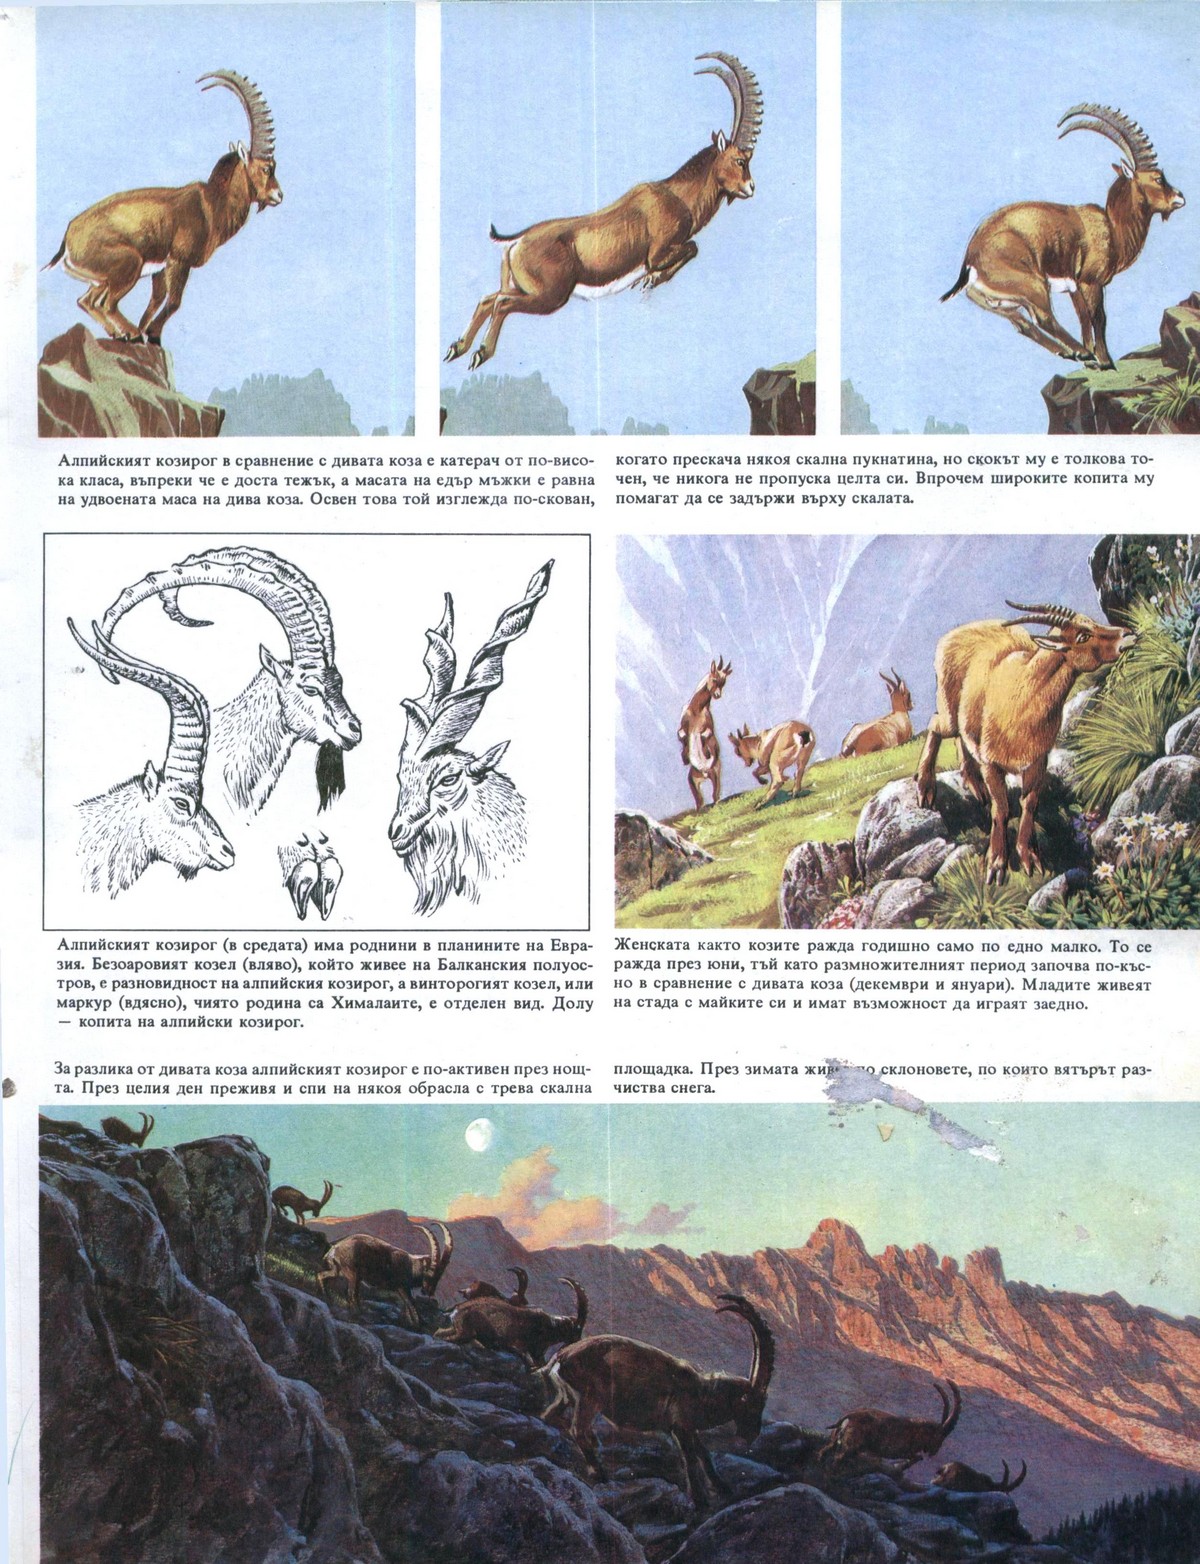 Алпийският козирог в сравнение с дивата коза е катерач от по-висо-
ка класа, въпреки че е доста тежък, а масата на едър мъжки е равна
на удвоената маса на дива коза. Освен това той изглежда по-скован,
когато прескача някоя скална пукнатина, но скокът му е толкова то-
чен, че никога не пропуска целта си. Впрочем широките копита му
помагат да се задържи върху скалата.
Алпийският козирог (в средата) има роднини в планините на Евра-
зия. Безоаровият козел (вляво), който живее на Балканския полуос-
тров, е разновидност на алпийския козирог, а винторогият козел, или
маркур (вдясно), чиято родина са Хималаите, е отделен вид. Долу
— копита на алпийски козирог.
Женската както козите ражда годишно само по едно малко. То се
ражда през юни, тъй като размножителният период започва по-къс-
но в сравнение с дивата коза (декември и януари). Младите живеят
на стада с майките си и имат възможност да играят заедно.
За разлика от дивата коза алпийският козирог е по-активен през нощ-
та. През целия ден преживя и спи на някоя обрасла с трева скална
площадка. През зимата склоновете, по които вятърът раз-
чиства снега.